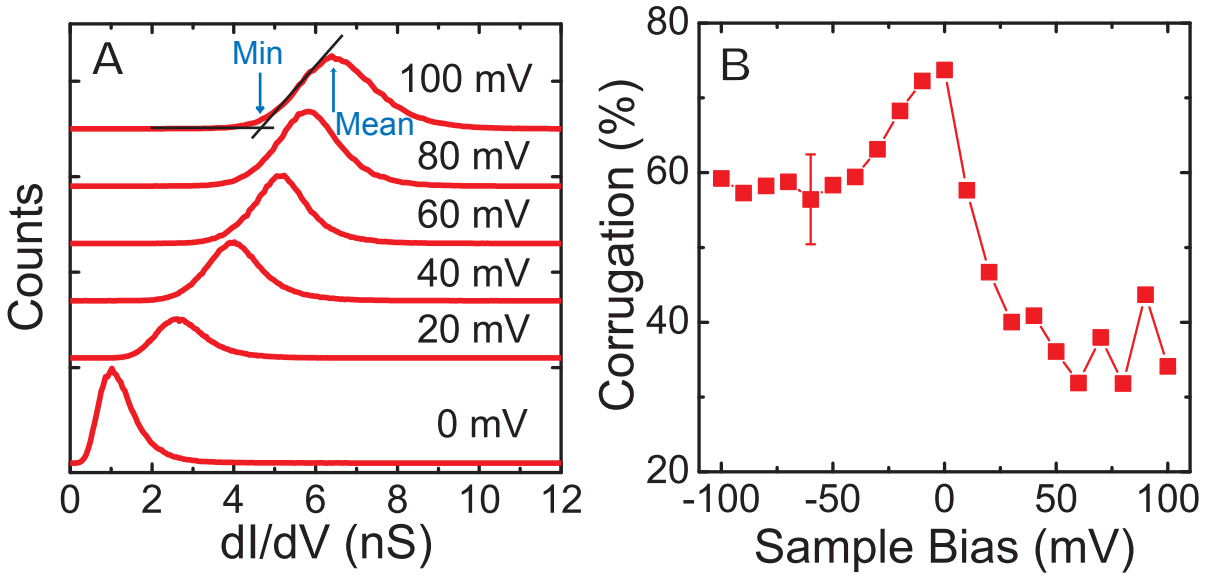 A
Min
100 mV
Mean
80 mV
60 mV
40 mV
20 mV
0 mV
Counts
0 2 4 6 8 10 12
dI/dV (nS)
B
80
60
40
20
Corrugation (%)
-100 -50 0 50 100
Sample Bias (mV)